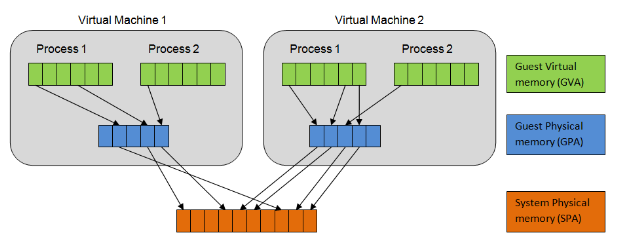 Virtual Machine 1
Virtual Machine 2
Process 1
Process 2
Process 1
Process 2
Guest Virtual
memory (GVA)
Guest Physical
memory (GPA)
System Physical
memory (SPA)